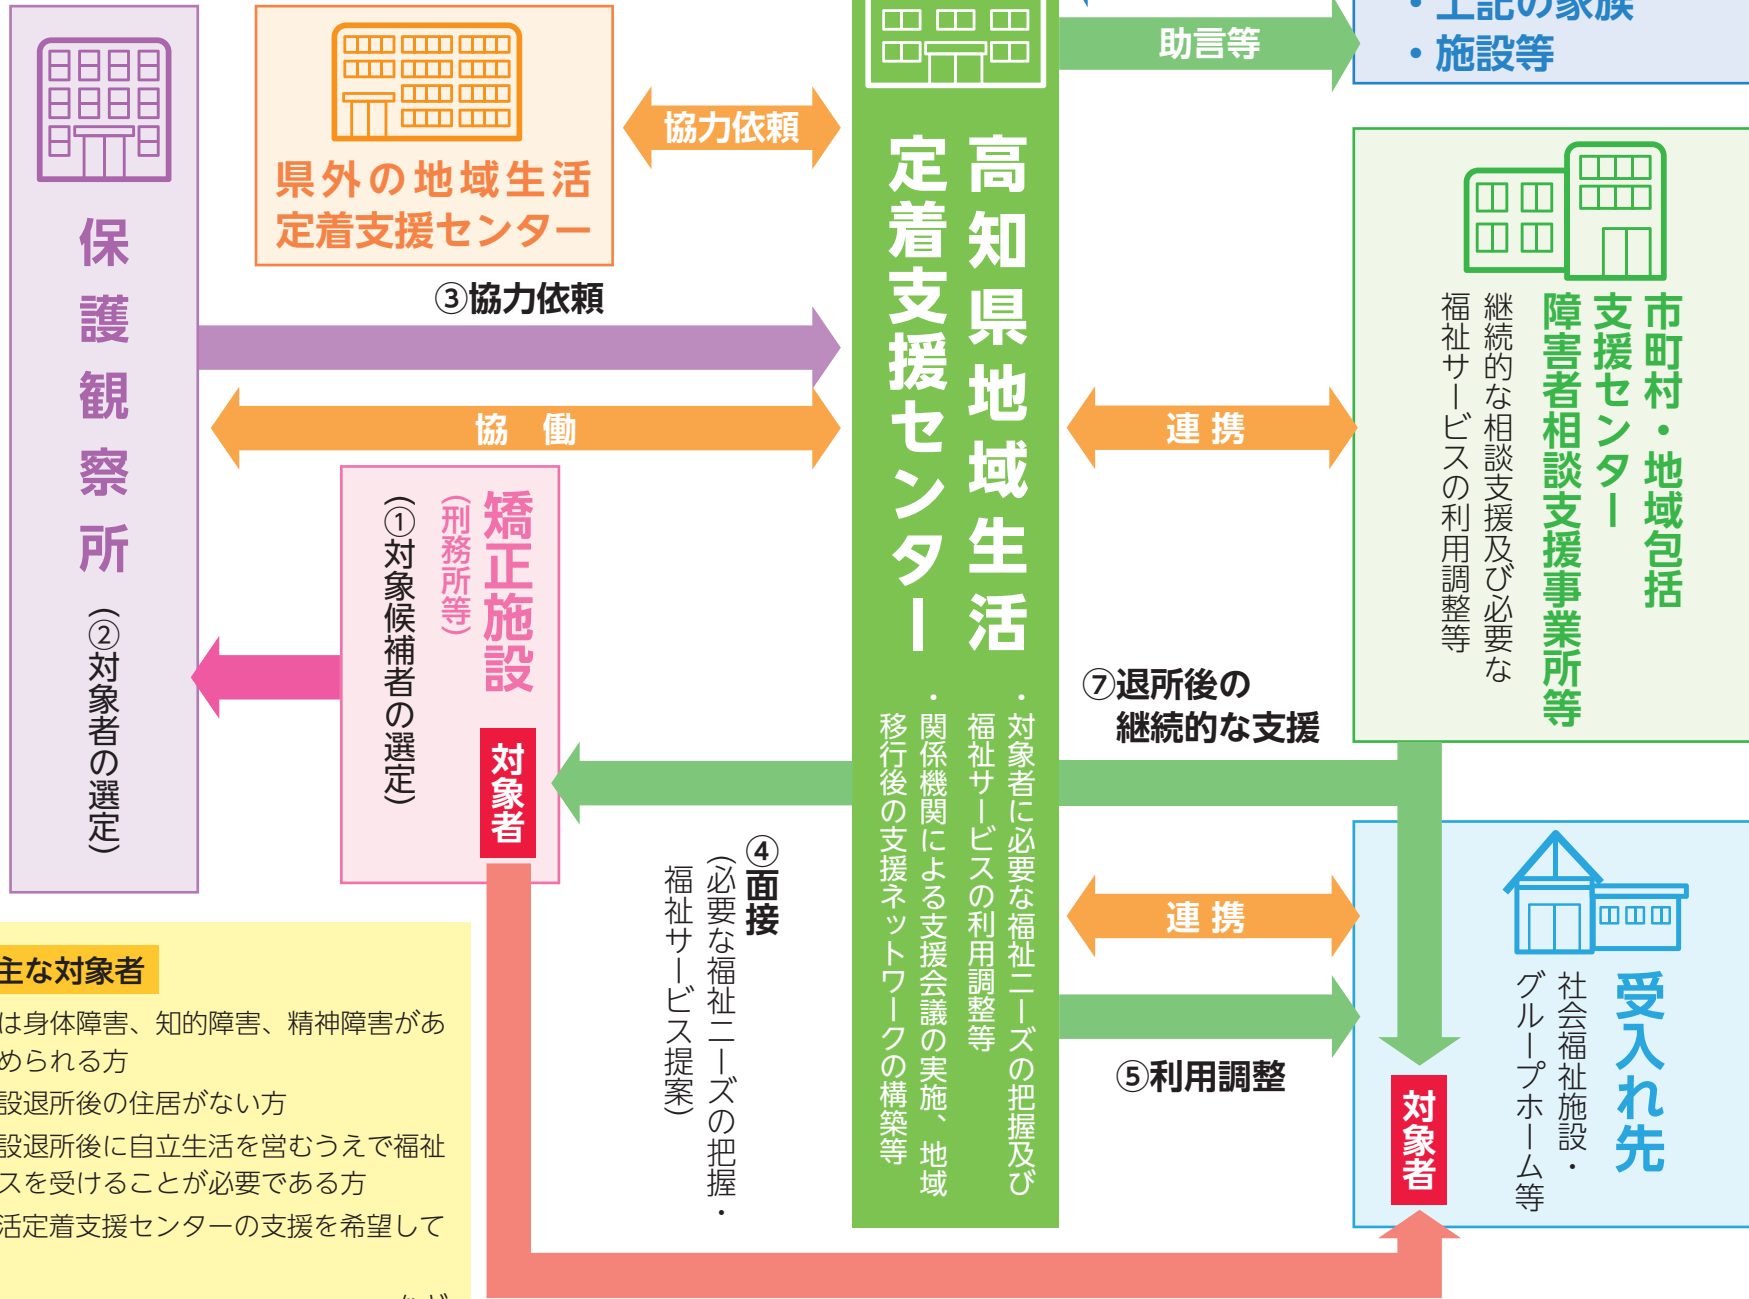 保護観察所
（②対象者の選定）
県外の地域生活
定着支援センター
協力依頼
③協力依頼
協　働
矯正施設
（刑務所等）
（①対象候補者の選定）
対象者
高知県地域生活
定着支援センター
・対象者に必要な福祉ニーズの把握及び
福祉サービスの利用調整等
・関係機関による支援会議の実施、地域
移行後の支援ネットワークの構築等
助言等
・上記の家族
・施設等
連 携
市町村・地域包括
支援センター
障害者相談支援事業所等
継続的な相談支援及び必要な
福祉サービスの利用調整等
⑦退所後の
継続的な支援
④面接
（必要な福祉ニーズの把握・
福祉サービス提案）
連 携
⑤利用調整
受入れ先
社会福祉施設・
グループホーム等
対象者
主な対象者
は身体障害、知的障害、精神障害があ
められる方
設退所後の住居がない方
設退所後に自立生活を営むうえで福祉
スを受けることが必要である方
活定着支援センターの支援を希望して